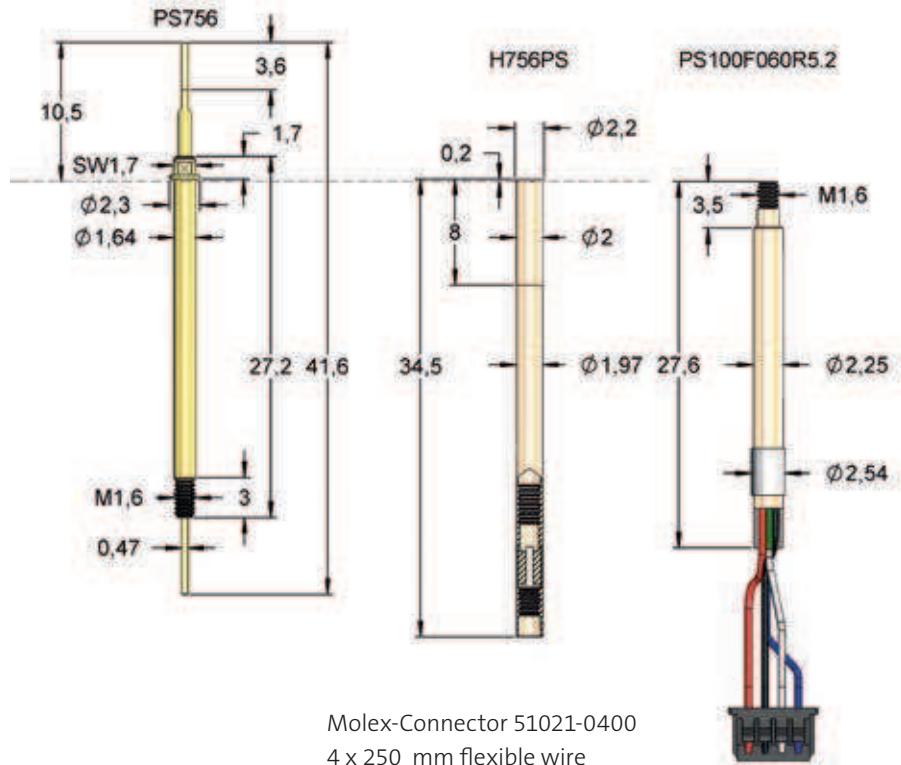 PS756
H756PS
PS100F060R5.2
3,6
10,5
1,7
SW1,7
Ø2,3
Ø1,64
27,2
41,6
M1,6
3
0,47
Ø2,2
0,2
8
Ø2
34,5
Ø1,97
M1,6
3,5
27,6
Ø2,25
Ø2,54
Molex-Connector 51021-0400
4 x 250 mm flexible wire